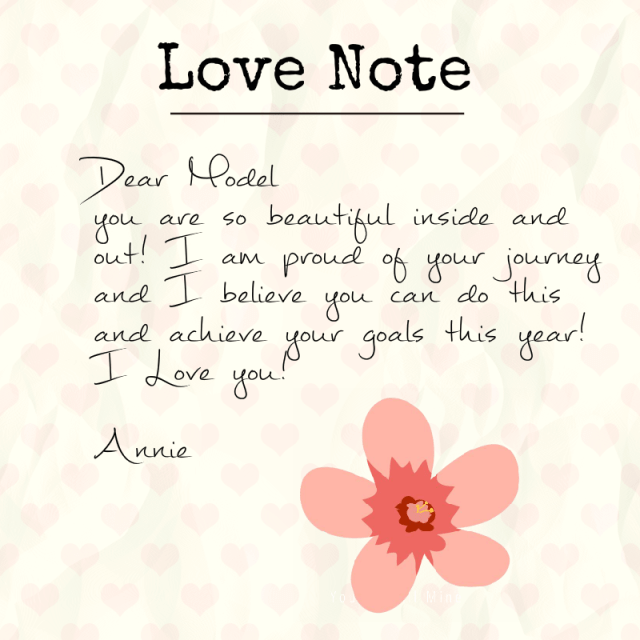 Love Note
Dear Model
you are so beautiful inside and
out! I am proud of your journey
and I believe you can do this
and achieve your goals this year!
I Love you!
Annie